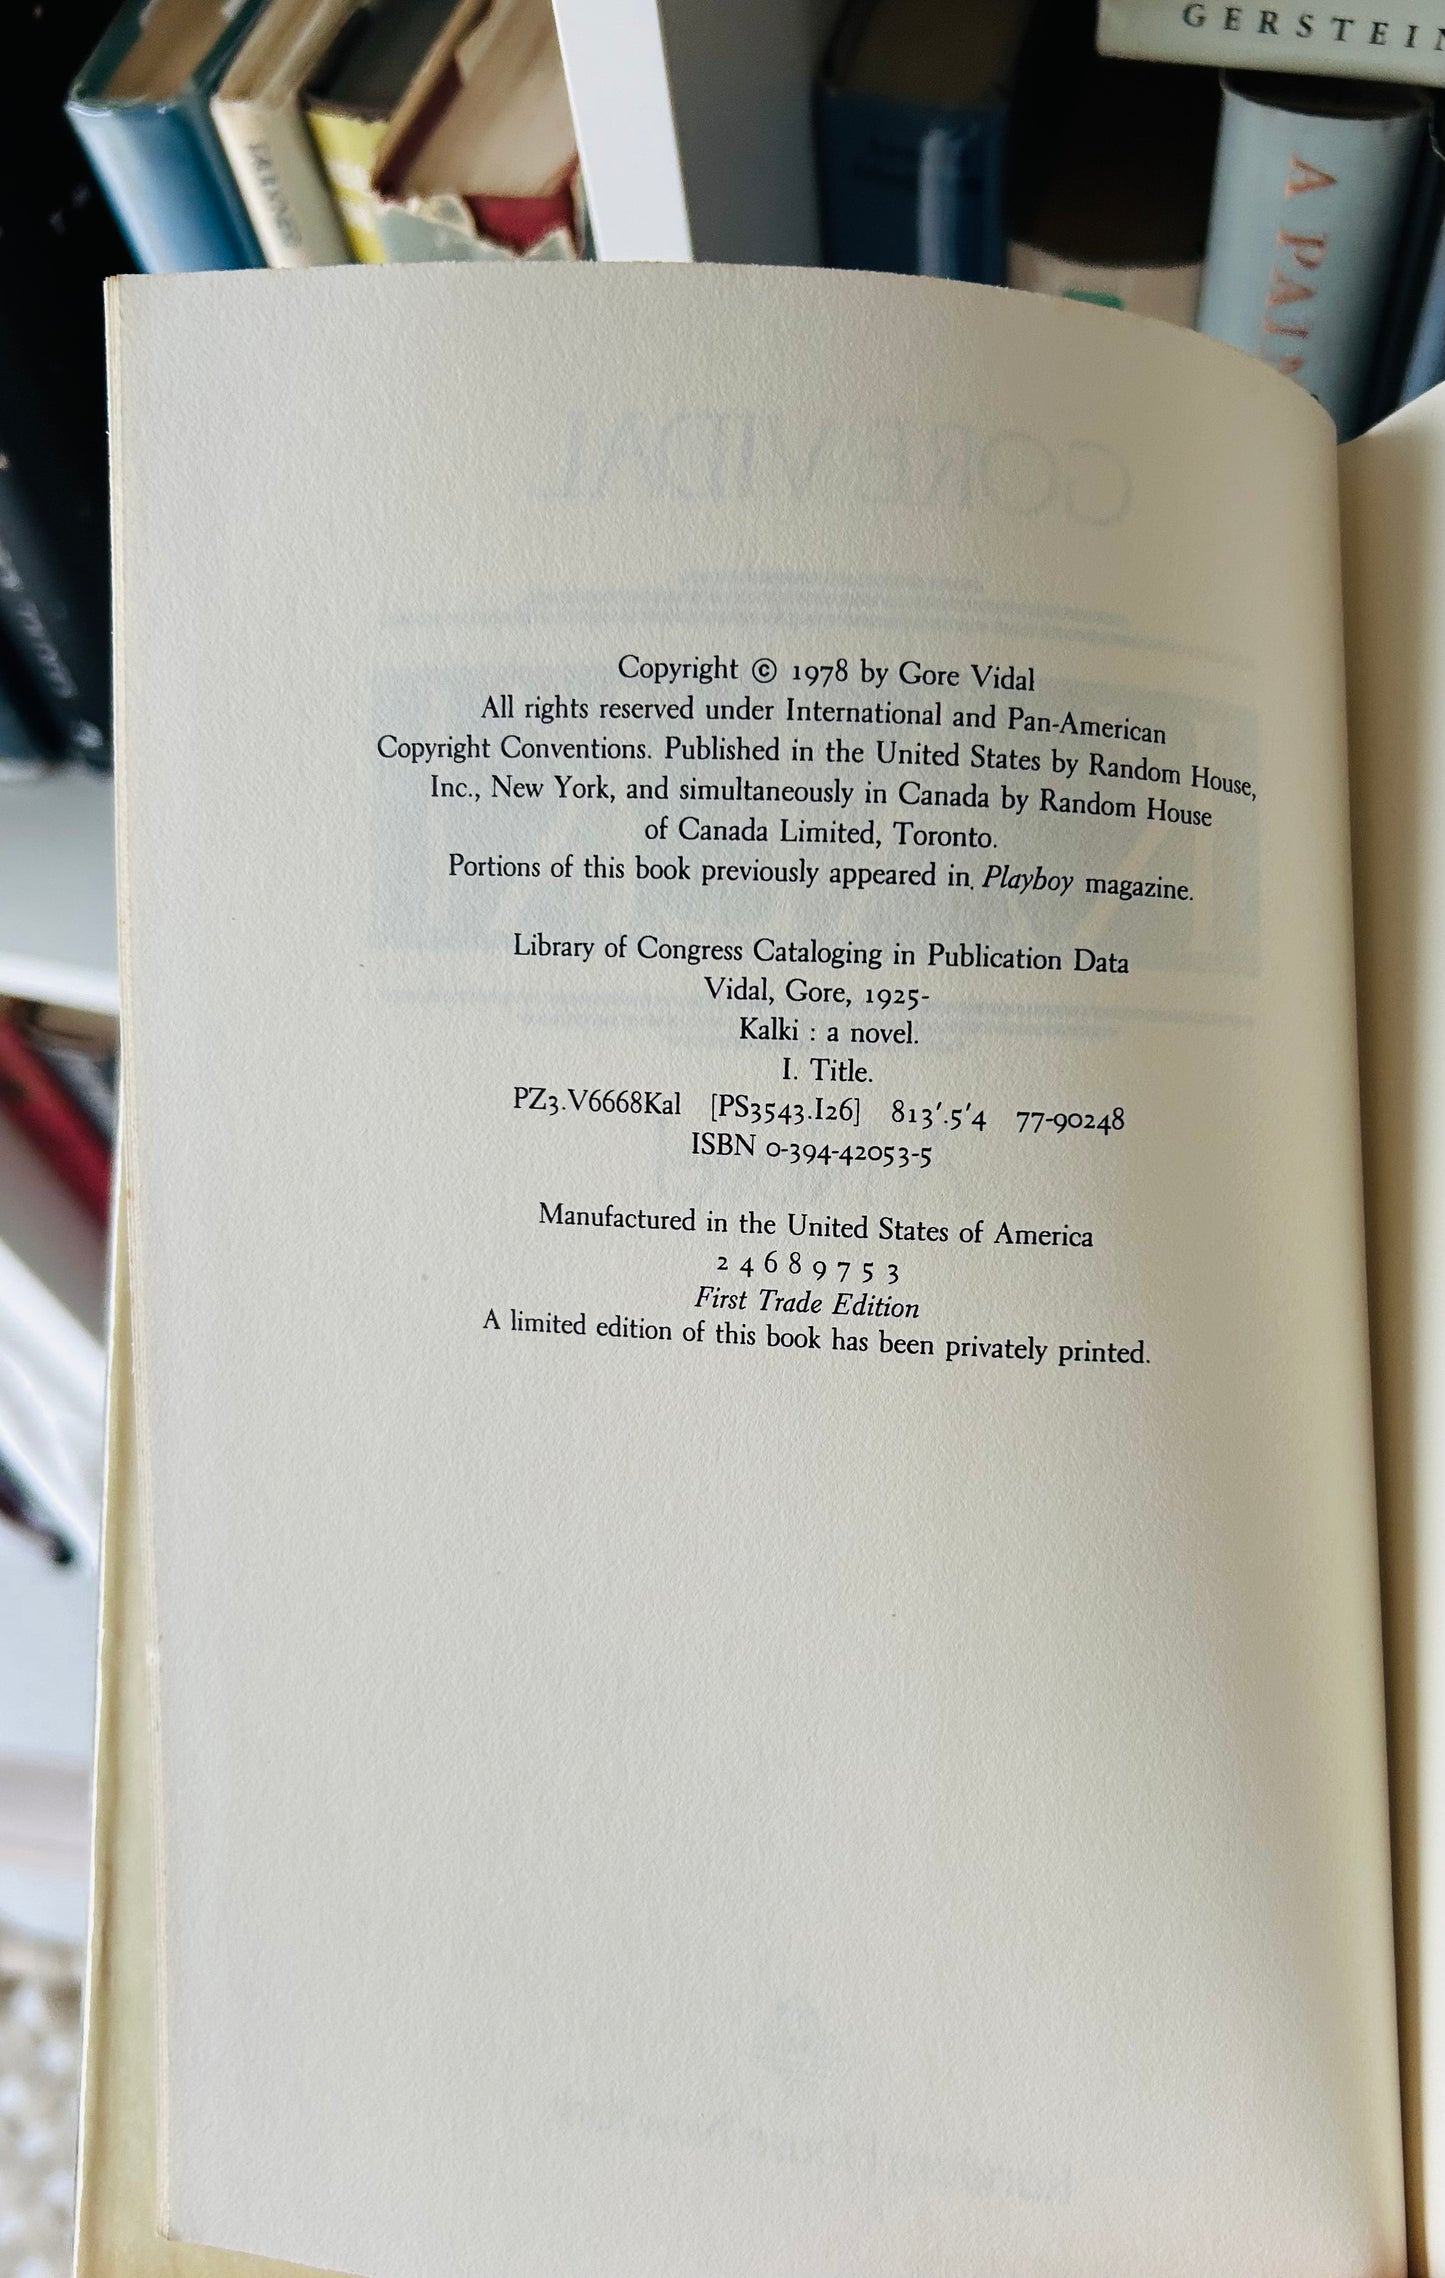 GERSTEIN
A PAIN
GORE VIDAL
Copyright © 1978 by Gore Vidal
All rights reserved under International and Pan-American
Copyright Conventions. Published in the United States by Random House,
Inc., New York, and simultaneously in Canada by Random House
of Canada Limited, Toronto.
Portions of this book previously appeared in Playboy magazine.
Library of Congress Cataloging in Publication Data
Vidal, Gore, 1925-
Kalki : a novel.
I. Title.
PZ3.V6668Kal [PS3543.I26] 813'.5'4 77-90248
ISBN 0-394-42053-5
Manufactured in the United States of America
2 4 6 8 9 7 5 3
First Trade Edition
A limited edition of this book has been privately printed.